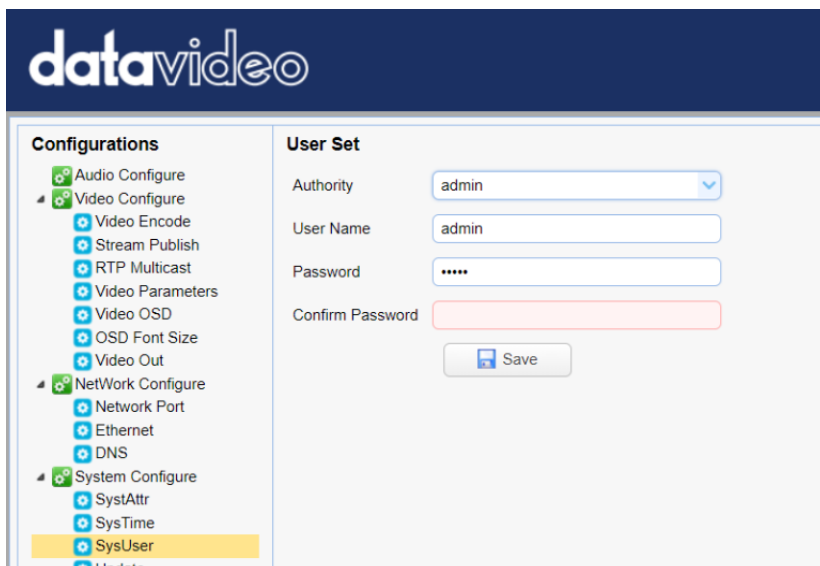 datavideo
Configurations
Audio Configure
Video Configure
Video Encode
Stream Publish
RTP Multicast
Video Parameters
Video OSD
OSD Font Size
Video Out
NetWork Configure
Network Port
Ethernet
DNS
System Configure
SystAttr
SysTime
SysUser
User Set
Authority admin
User Name admin
Password •••••
Confirm Password
Save